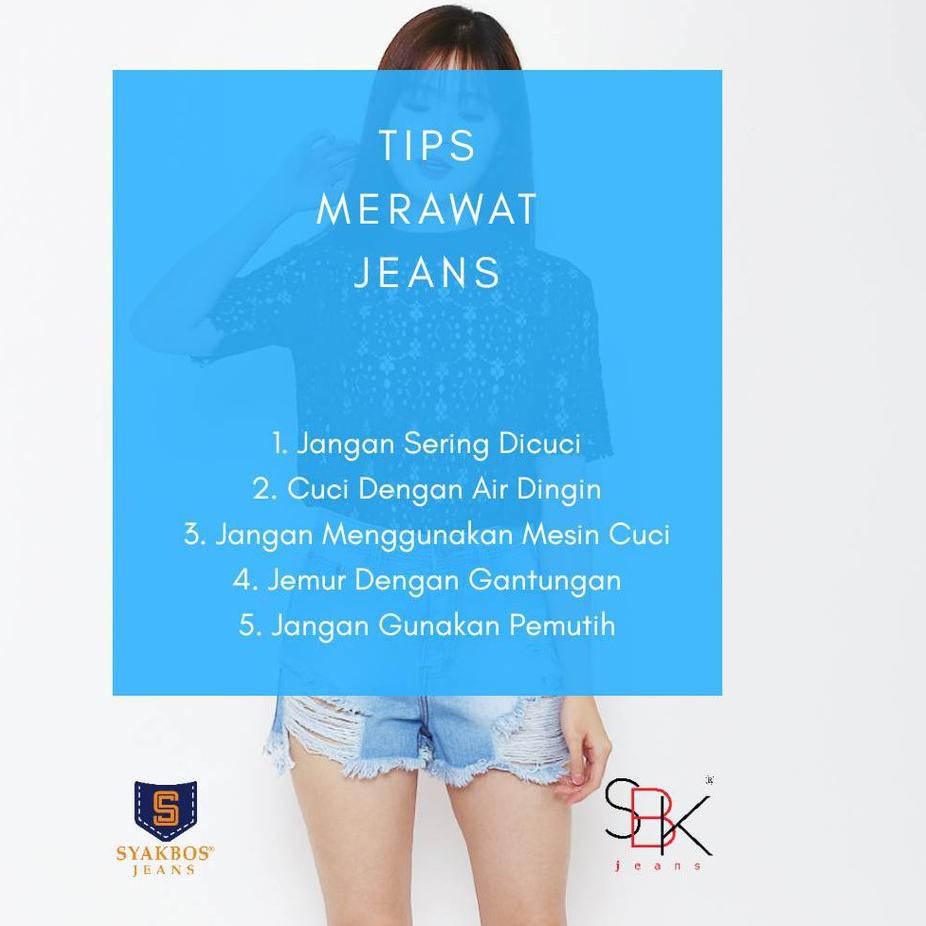 TIPS
MERAWAT
JEANS
1. Jangan Sering Dicuci
2. Cuci Dengan Air Dingin
3. Jangan Menggunakan Mesin Cuci
4. Jemur Dengan Gantungan
5. Jangan Gunakan Pemutih
S
SYAKBOS®
JEANS
SBK®
jeans